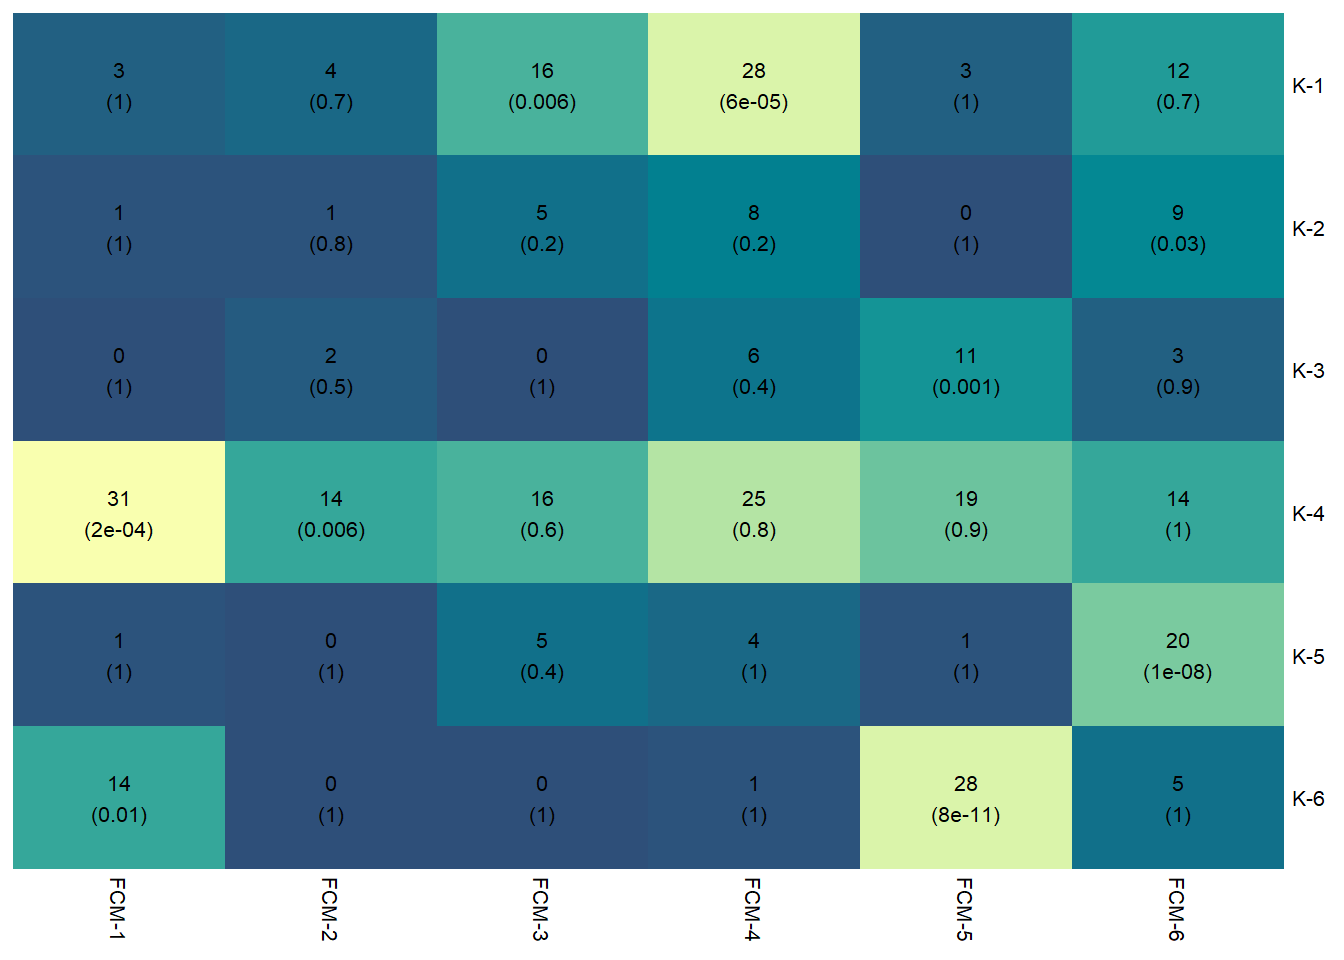 3 4 16 28 3 12
(1) (0.7) (0.006) (6e-05) (1) (0.7)
K-1
1 1 5 8 0 9
(1) (0.8) (0.2) (0.2) (1) (0.03)
K-2
0 2 0 6 11 3
(1) (0.5) (1) (0.4) (0.001) (0.9)
K-3
31 14 16 25 19 14
(2e-04) (0.006) (0.6) (0.8) (0.9) (1)
K-4
1 0 5 4 1 20
(1) (1) (0.4) (1) (1) (1e-08)
K-5
14 0 0 1 28 5
(0.01) (1) (1) (1) (8e-11) (1)
K-6
FCM-1 FCM-2 FCM-3 FCM-4 FCM-5 FCM-6